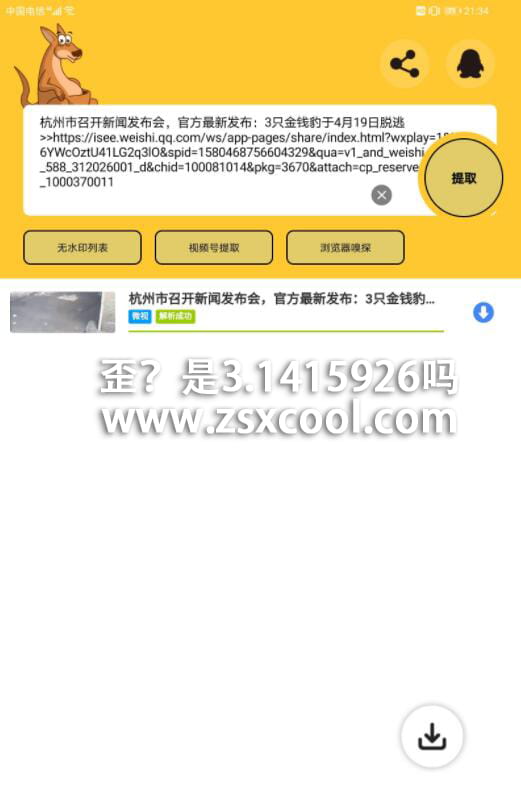 中国电信 21:34
杭州市召开新闻发布会，官方最新发布：3只金钱豹于4月19日脱逃
>>https://isee.weishi.qq.com/ws/app-pages/share/index.html?wxplay=1&
6YWcOztU41LG2q3lO&spid=1580468756604329&qua=v1_and_weishi
_588_312026001_d&chid=100081014&pkg=3670&attach=cp_reserve
_1000370011
提取
无水印列表 视频号提取 浏览器嗅探
杭州市召开新闻发布会，官方最新发布：3只金钱豹...
微视 解析成功
歪？是3.1415926吗
www.zsxcool.com